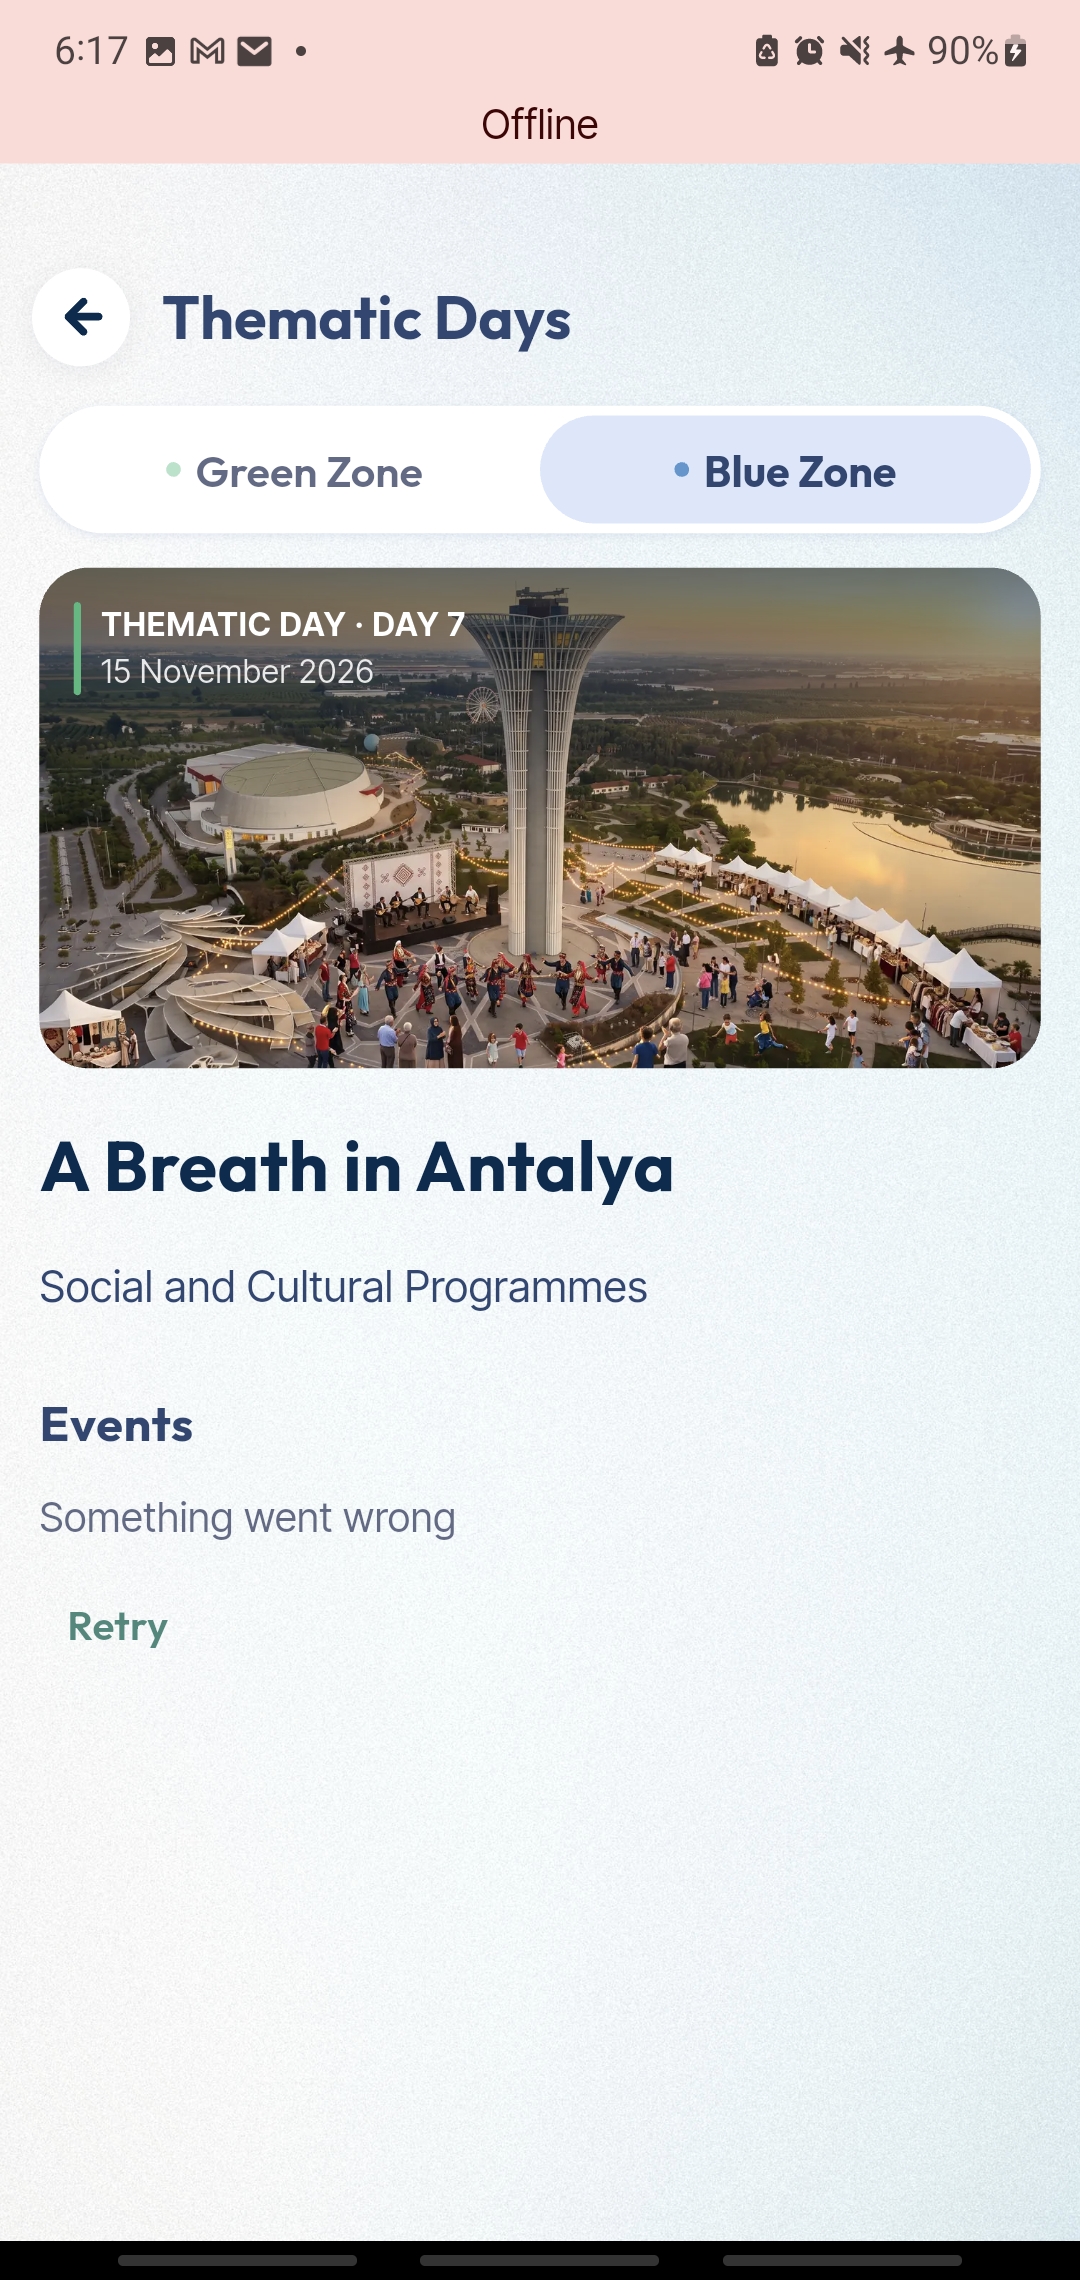 6:17
90%
Offline
Thematic Days
Green Zone
Blue Zone
THEMATIC DAY · DAY 7
15 November 2026
A Breath in Antalya
Social and Cultural Programmes
Events
Something went wrong
Retry